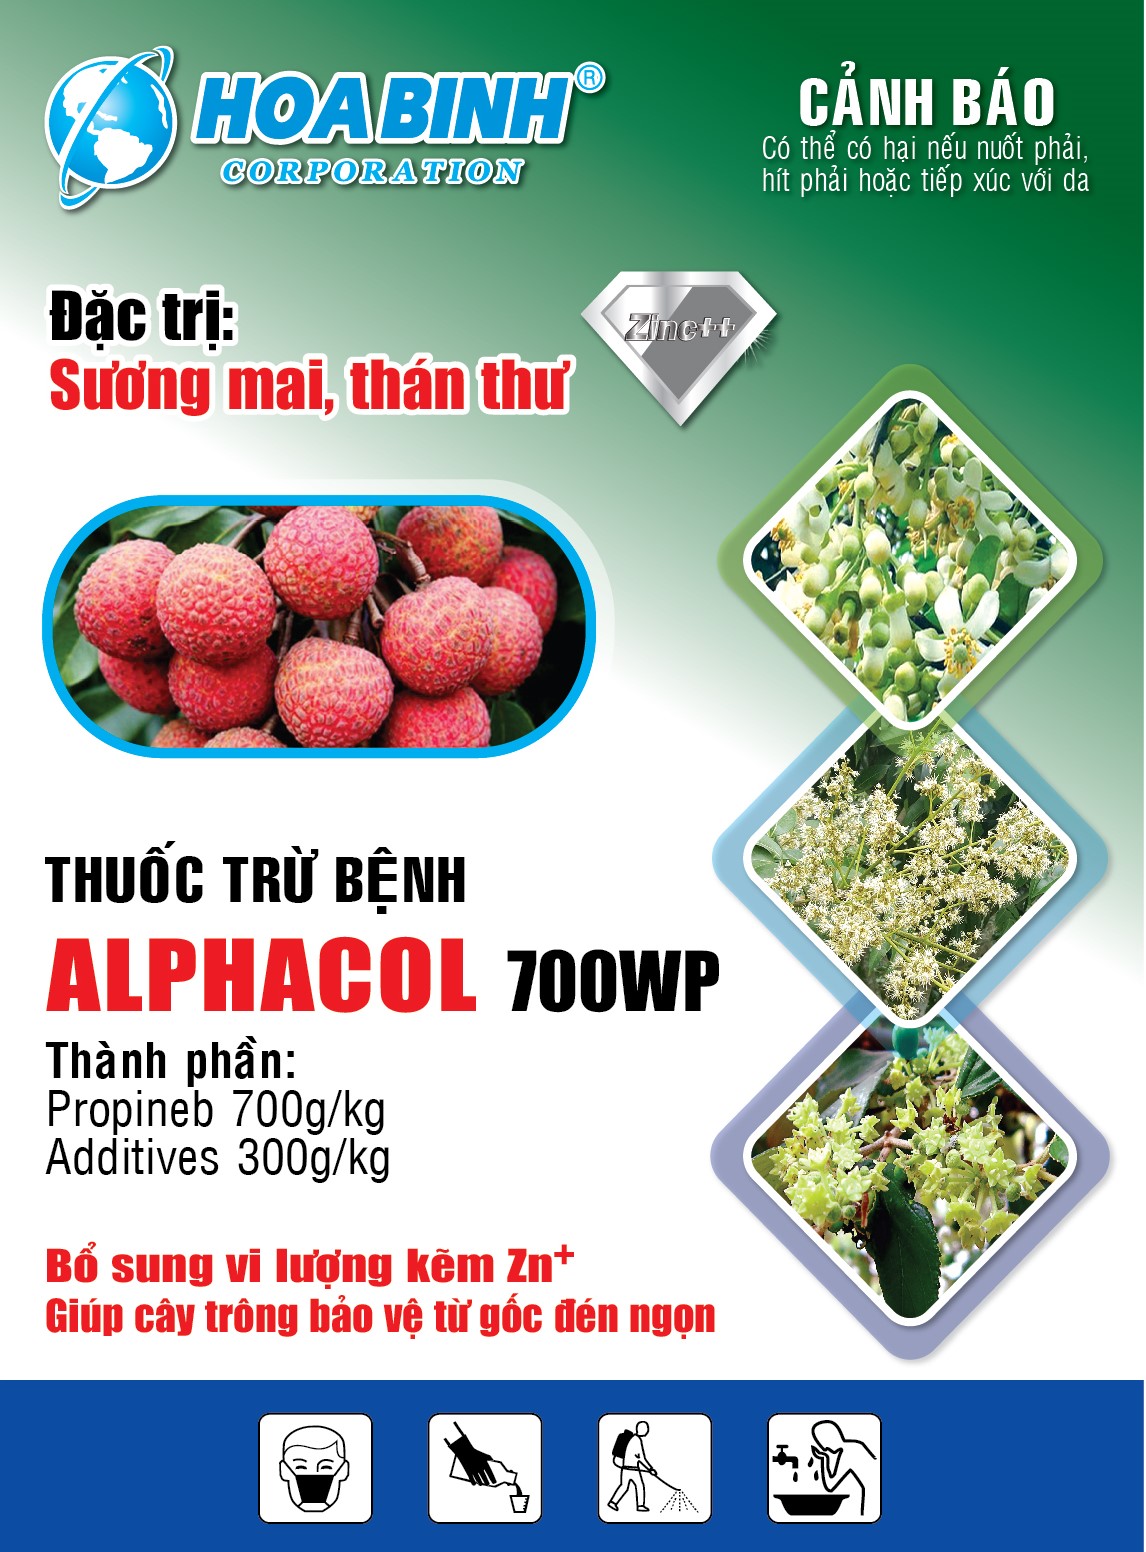 HOA BINH®
CORPORATION
CẢNH BÁO
Có thể có hại nếu nuốt phải,
hít phải hoặc tiếp xúc với da
Đặc trị:
Sương mai, thán thư
Zinc++
THUỐC TRỪ BỆNH
ALPHACOL 700WP
Thành phần:
Propineb 700g/kg
Additives 300g/kg
Bổ sung vi lượng kẽm Zn⁺
Giúp cây trông bảo vệ từ gốc đén ngọn